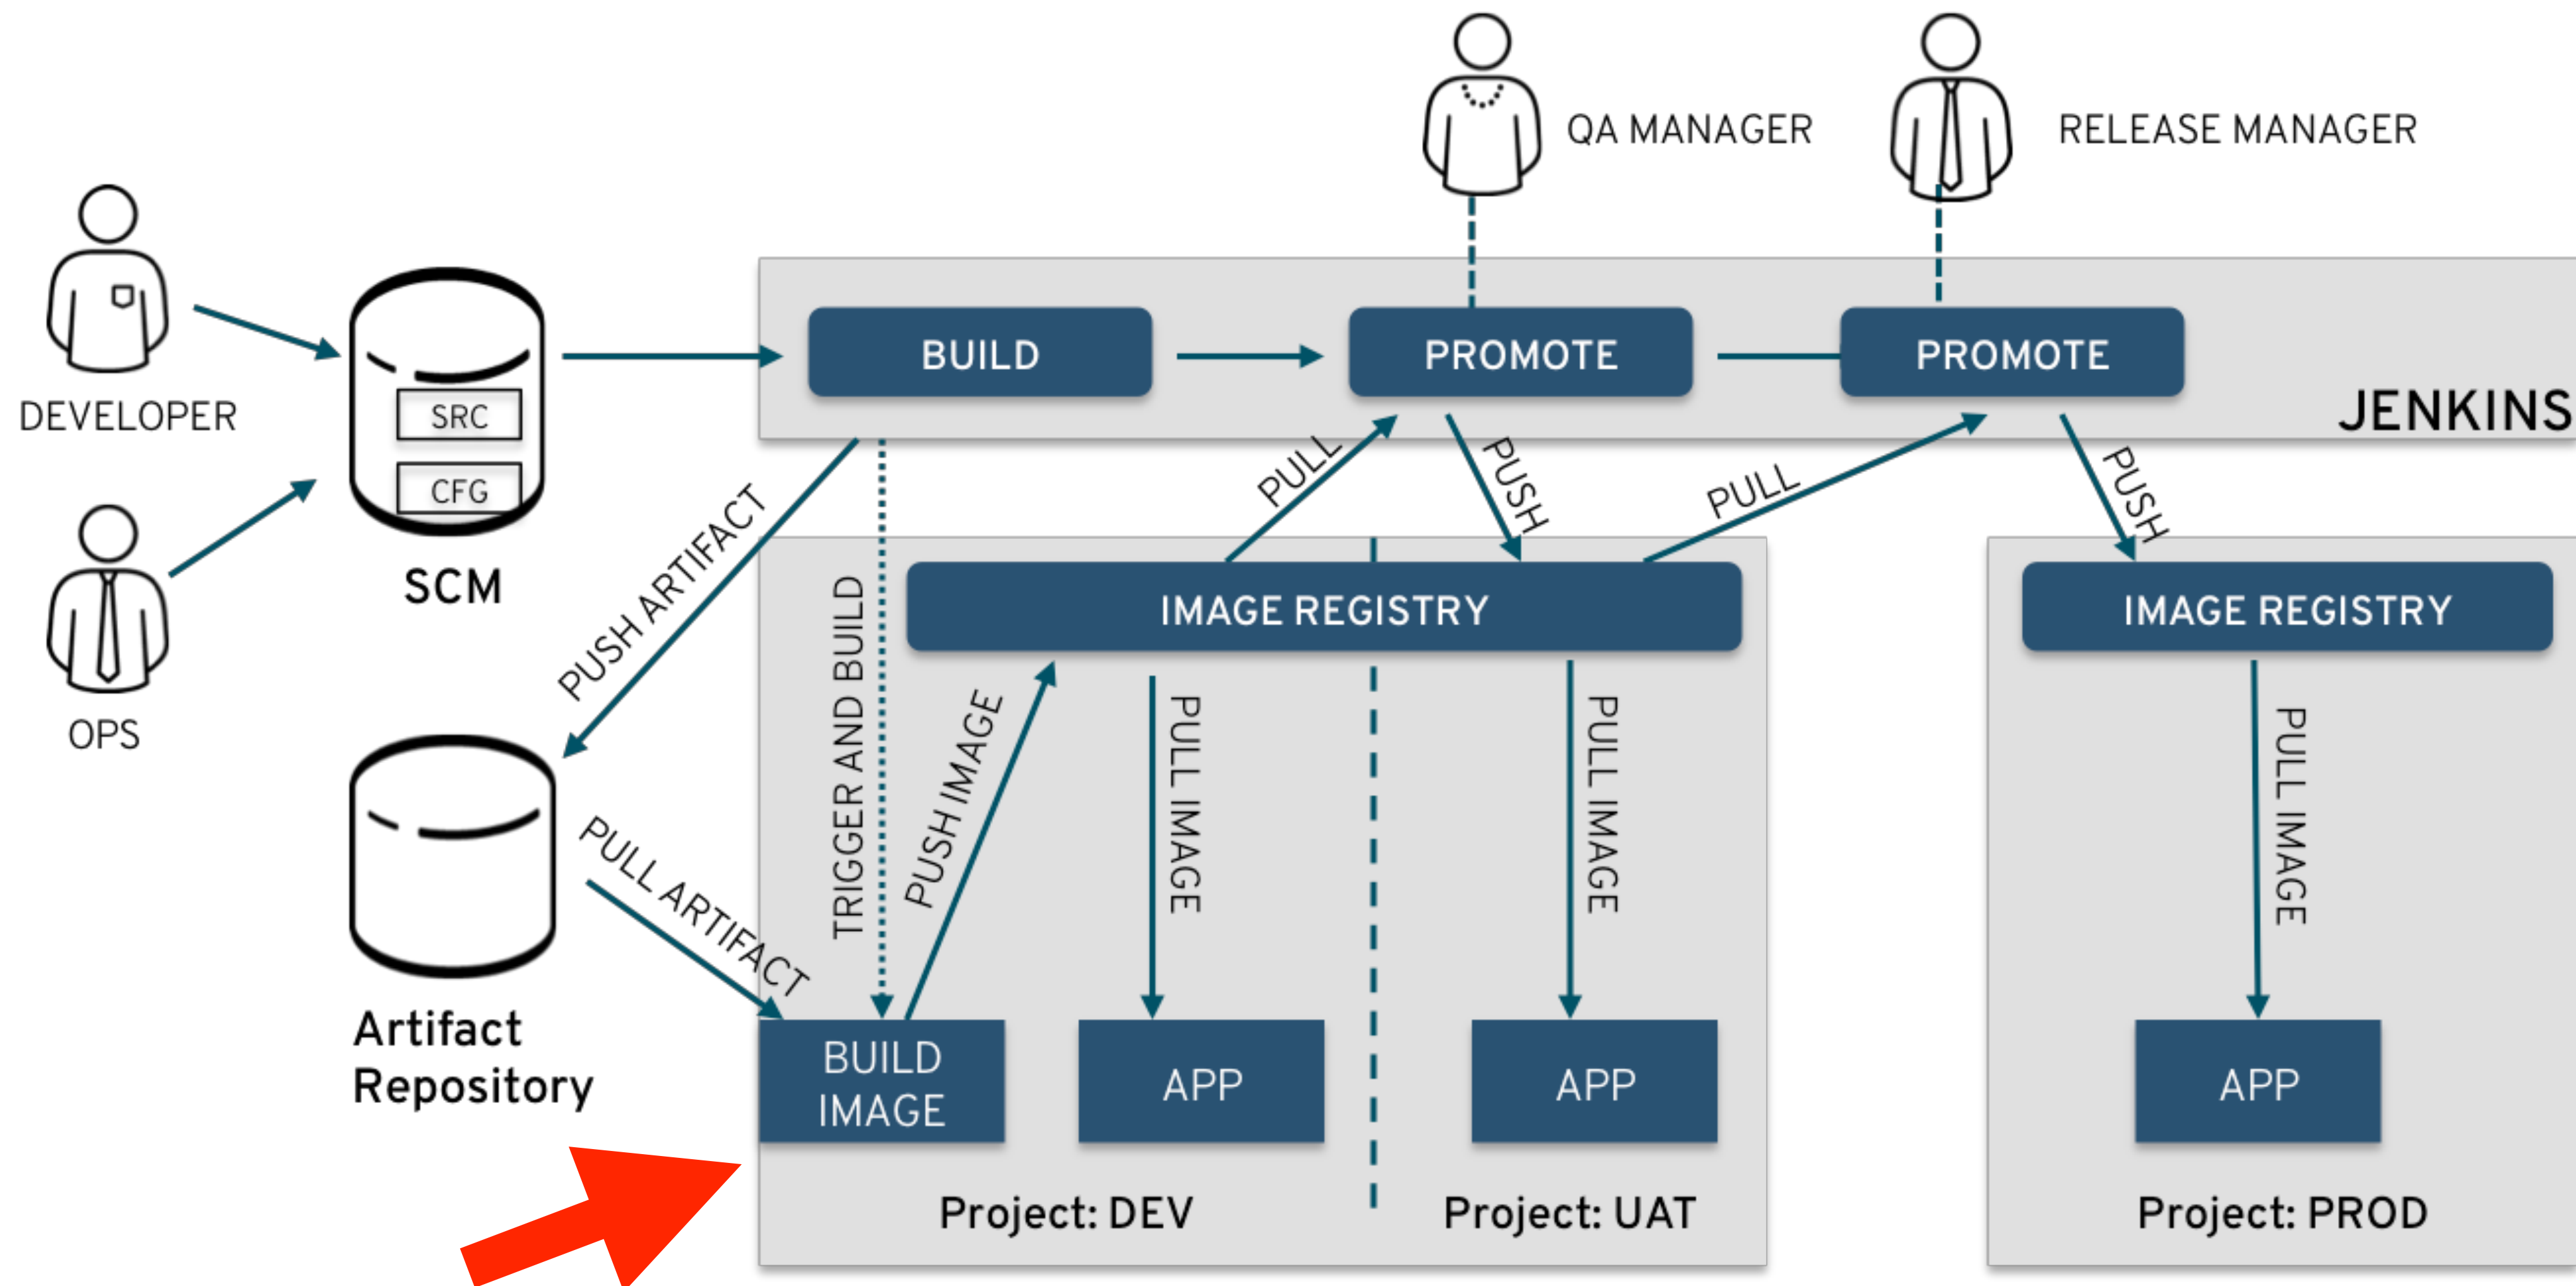 QA MANAGER
RELEASE MANAGER
DEVELOPER
SRC
CFG
SCM
OPS
BUILD
PROMOTE
PROMOTE
JENKINS
PUSH ARTIFACT
TRIGGER AND BUILD
PULL
PUSH
PULL
PUSH
IMAGE REGISTRY
IMAGE REGISTRY
PUSH IMAGE
PULL IMAGE
PULL IMAGE
PULL IMAGE
PULL ARTIFACT
Artifact
Repository
BUILD
IMAGE
APP
APP
APP
Project: DEV
Project: UAT
Project: PROD